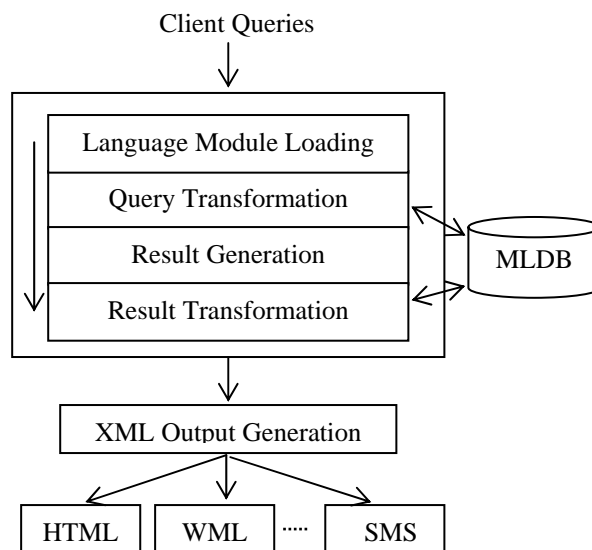 Client Queries
Language Module Loading
Query Transformation
Result Generation
MLDB
Result Transformation
XML Output Generation
HTML WML ..... SMS